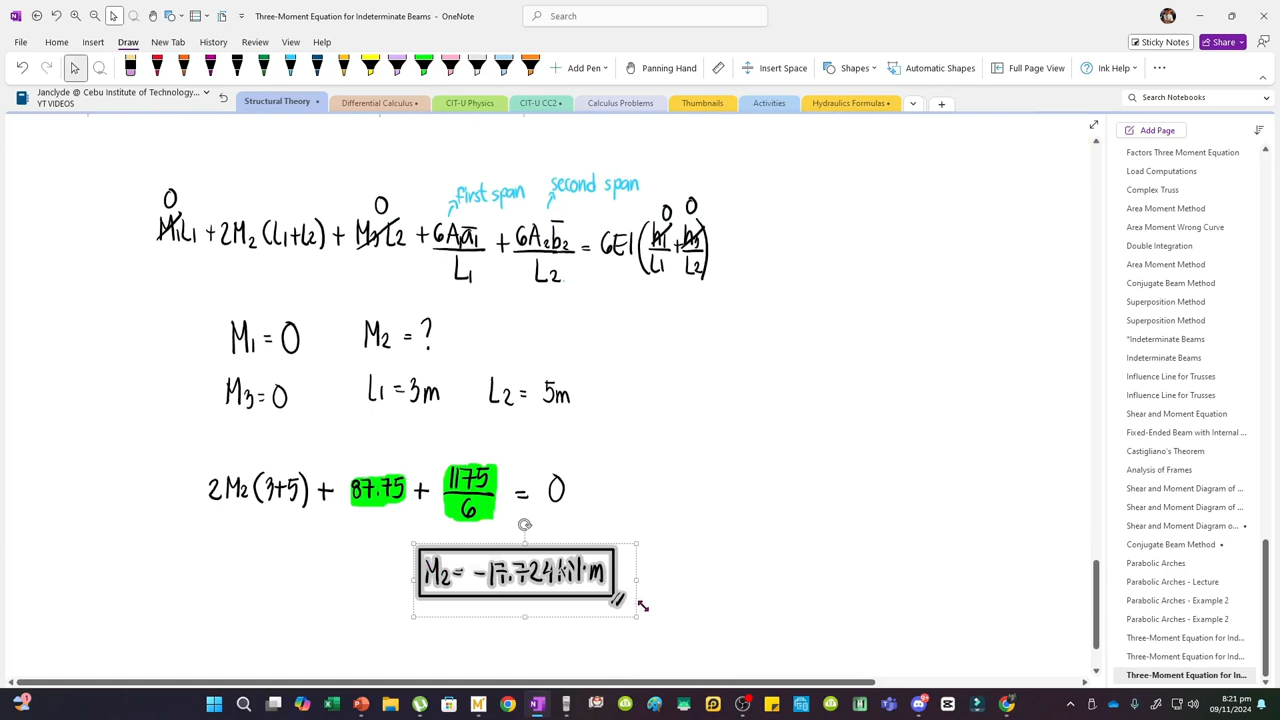 Three-Moment Equation for Indeterminate Beams - OneNote
Search
File Home Insert Draw New Tab History Review View Help
Sticky Notes Share
Add Pen Panning Hand Insert Space Shapes Automatic Shapes Full Page View Ink Help
Janclyde @ Cebu Institute of Technology...
YT VIDEOS
Structural Theory Differential Calculus CIT-U Physics CIT-U CC2 Calculus Problems Thumbnails Activities Hydraulics Formulas
Search Notebooks
Add Page
Factors Three Moment Equation
Load Computations
Complex Truss
Area Moment Method
Area Moment Wrong Curve
Double Integration
Area Moment Method
Conjugate Beam Method
Superposition Method
Superposition Method
*Indeterminate Beams
Indeterminate Beams
Influence Line for Trusses
Influence Line for Trusses
Shear and Moment Equation
Fixed-Ended Beam with Internal ...
Castigliano's Theorem
Analysis of Frames
Shear and Moment Diagram of ...
Shear and Moment Diagram of ...
Shear and Moment Diagram o...
Conjugate Beam Method
Parabolic Arches
Parabolic Arches - Lecture
Parabolic Arches - Example 2
Parabolic Arches - Example 2
Three-Moment Equation for Ind...
Three-Moment Equation for Ind...
Three-Moment Equation for In...
first span second span
0 0 0 0
M₁L₁ + 2M₂ (L₁+L₂) + M₃L₂ + 6A₁a̅₁/L₁ + 6A₂b̅₂/L₂ = 6EI (h₁/L₁ + h₃/L₂)
M₁ = 0 M₂ = ?
M₃ = 0 L₁ = 3m L₂ = 5m
2M₂ (3+5) + 87.75 + 1175/6 = 0
M₂ = -17.724kN·m
8:21 pm
09/11/2024